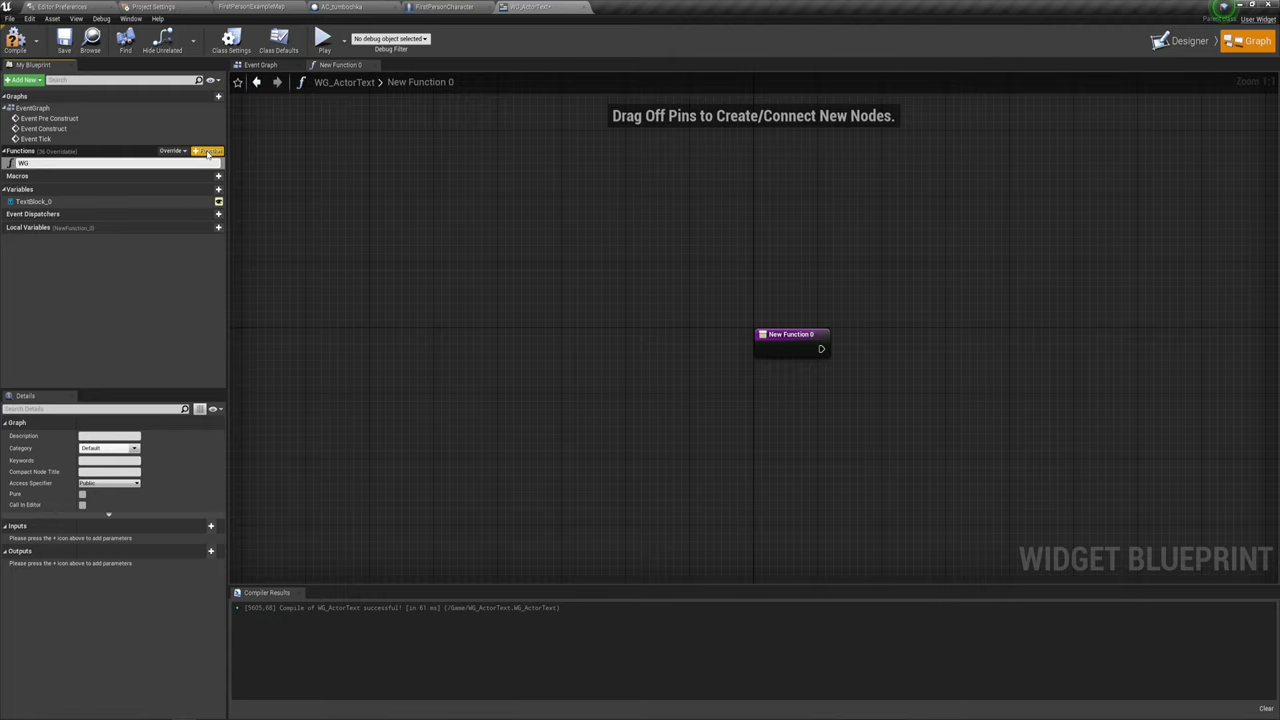 Editor Preferences
Project Settings
FirstPersonExampleMap
AC_tumbochka
FirstPersonCharacter
WG_ActorText*
File Edit Asset View Debug Window Help
Parent class: User Widget
Compile
Save
Browse
Find
Hide Unrelated
Class Settings
Class Defaults
Play
No debug object selected
Debug Filter
Designer
Graph
My Blueprint
Event Graph
New Function 0
+ Add New
Search
WG_ActorText > New Function 0
Zoom 1:1
Graphs
EventGraph
Event Pre Construct
Event Construct
Event Tick
Functions (36 Overridable)
Override
+ Function
WG
Macros
Variables
TextBlock_0
Event Dispatchers
Local Variables (NewFunction_0)
Drag Off Pins to Create/Connect New Nodes.
New Function 0
Details
Search Details
Graph
Description
Category Default
Keywords
Compact Node Title
Access Specifier Public
Pure
Call In Editor
Inputs
Please press the + icon above to add parameters
Outputs
Please press the + icon above to add parameters
WIDGET BLUEPRINT
Compiler Results
[5605.68] Compile of WG_ActorText successful! [in 61 ms] (/Game/WG_ActorText.WG_ActorText)
Clear